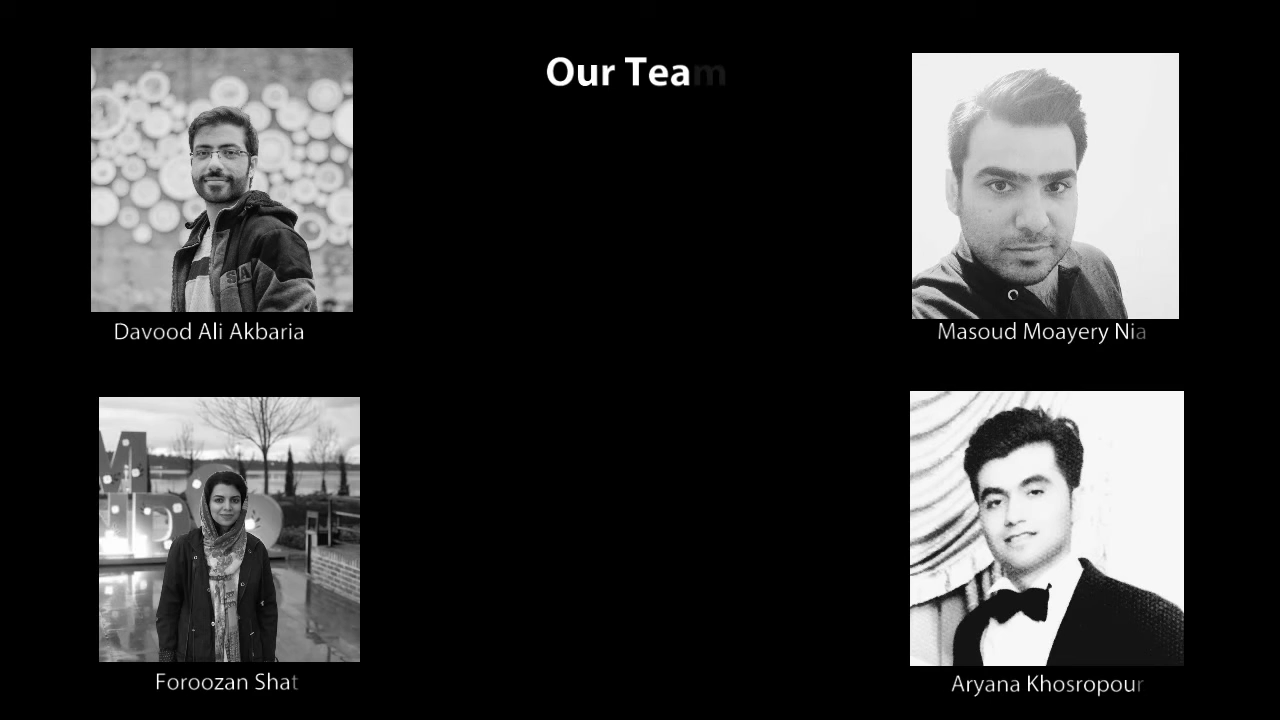 Our Team
Davood Ali Akbaria
Masoud Moayery Nia
Foroozan Shat
Aryana Khosropour